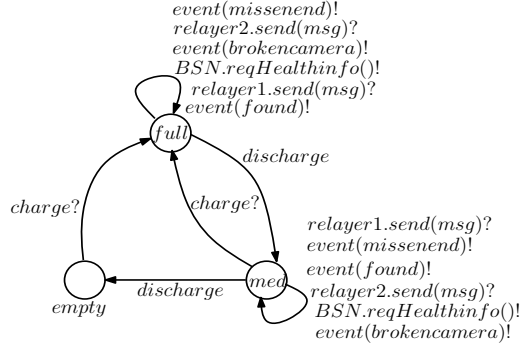 event(missenend)!
relayer2.send(msg)?
event(brokencamera)!
BSN.reqHealthinfo()!
relayer1.send(msg)?
event(found)!
full
discharge
charge?
charge?
relayer1.send(msg)?
event(missenend)!
event(found)!
med
relayer2.send(msg)?
discharge
empty
BSN.reqHealthinfo()!
event(brokencamera)!